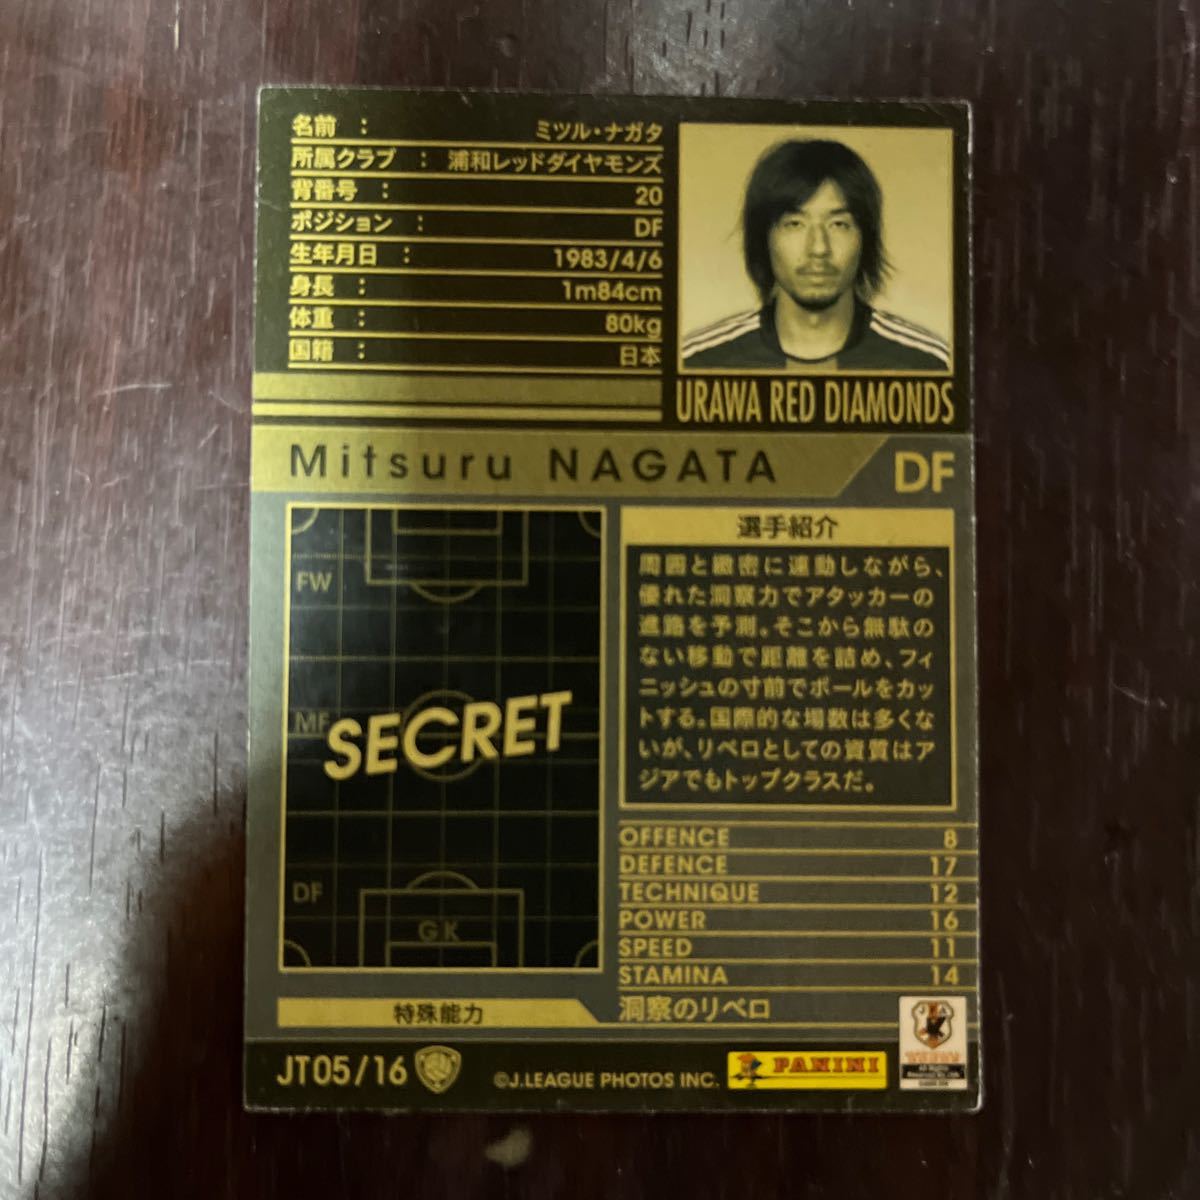 名前 : ミツル・ナガタ
所属クラブ : 浦和レッドダイヤモンズ
背番号 : 20
ポジション : DF
生年月日 : 1983/4/6
身長 : 1m84cm
体重 : 80kg
国籍 : 日本
URAWA RED DIAMONDS
Mitsuru NAGATA DF
FW
MF
SECRET
DF
GK
選手紹介
周囲と緻密に連動しながら、
優れた洞察力でアタッカーの
進路を予測。そこから無駄の
ない移動で距離を詰め、フィ
ニッシュの寸前でボールをカッ
トする。国際的な場数は多くな
いが、リベロとしての資質はア
ジアでもトップクラスだ。
OFFENCE 8
DEFENCE 17
TECHNIQUE 12
POWER 16
SPEED 11
STAMINA 14
特殊能力 洞察のリベロ
JT05/16
©J.LEAGUE PHOTOS INC.
PANINI